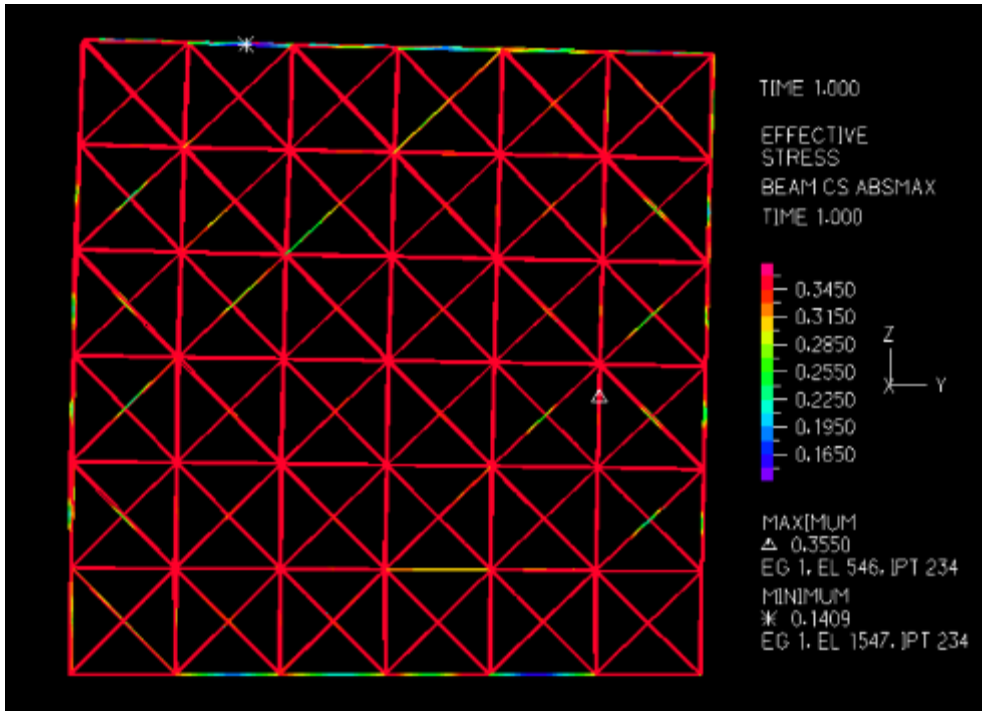 TIME 1.000
EFFECTIVE
STRESS
BEAM CS ABSMAX
TIME 1.000
0.3450
0.3150
0.2850
0.2550
0.2250
0.1950
0.1650
Z
X
Y
MAXIMUM
0.3550
EG 1, EL 546, IPT 234
MINIMUM
0.1409
EG 1, EL 1547, IPT 234